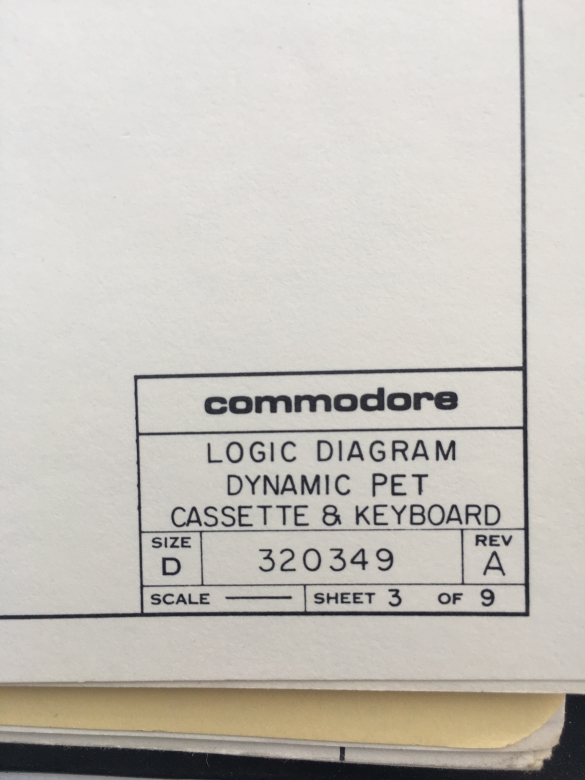 commodore
LOGIC DIAGRAM
DYNAMIC PET
CASSETTE & KEYBOARD
SIZE D 320349 REV A
SCALE —— SHEET 3 OF 9